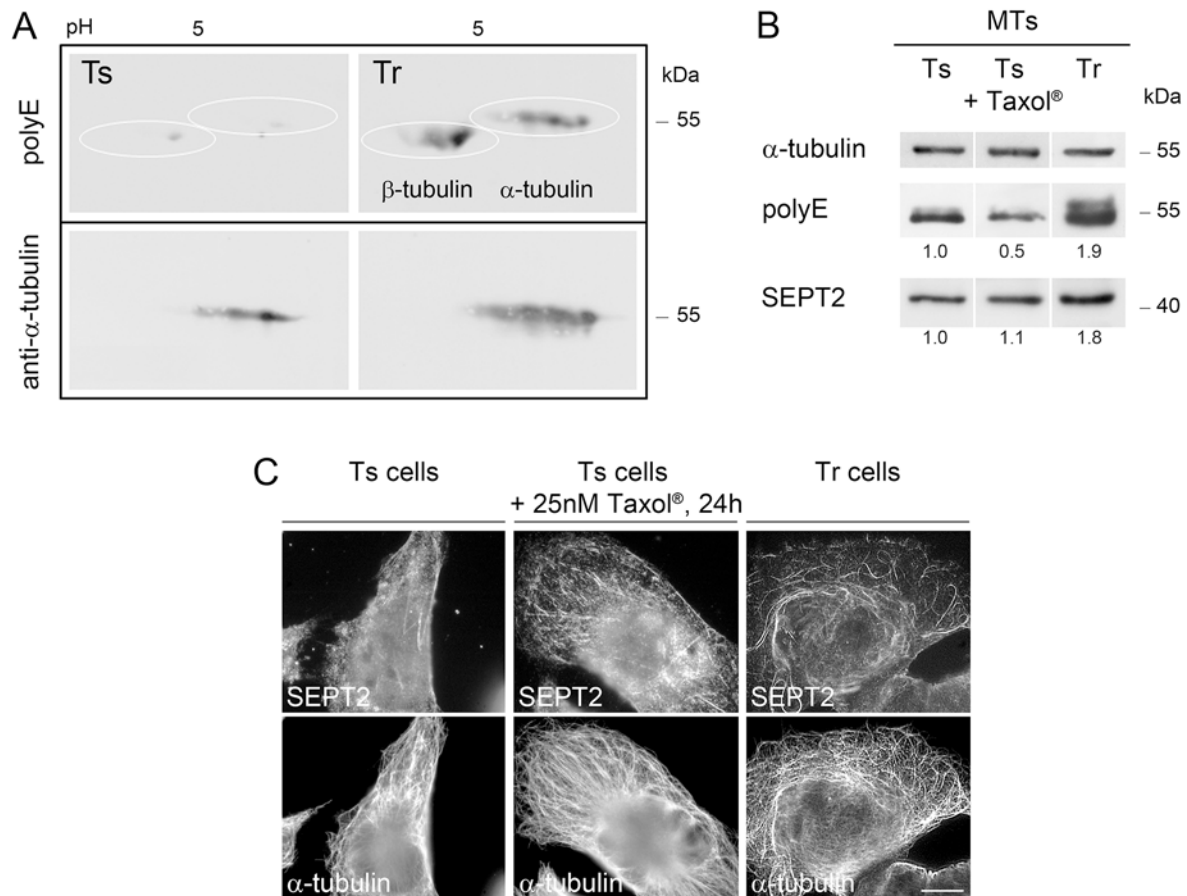 A
pH
5
5
Ts
Tr
kDa
polyE
55
β-tubulin
α-tubulin
anti-α-tubulin
55
B
MTs
Ts
Ts
Tr
+ Taxol®
kDa
α-tubulin
55
polyE
55
1.0
0.5
1.9
SEPT2
40
1.0
1.1
1.8
C
Ts cells
Ts cells
+ 25nM Taxol®, 24h
Tr cells
SEPT2
SEPT2
SEPT2
α-tubulin
α-tubulin
α-tubulin